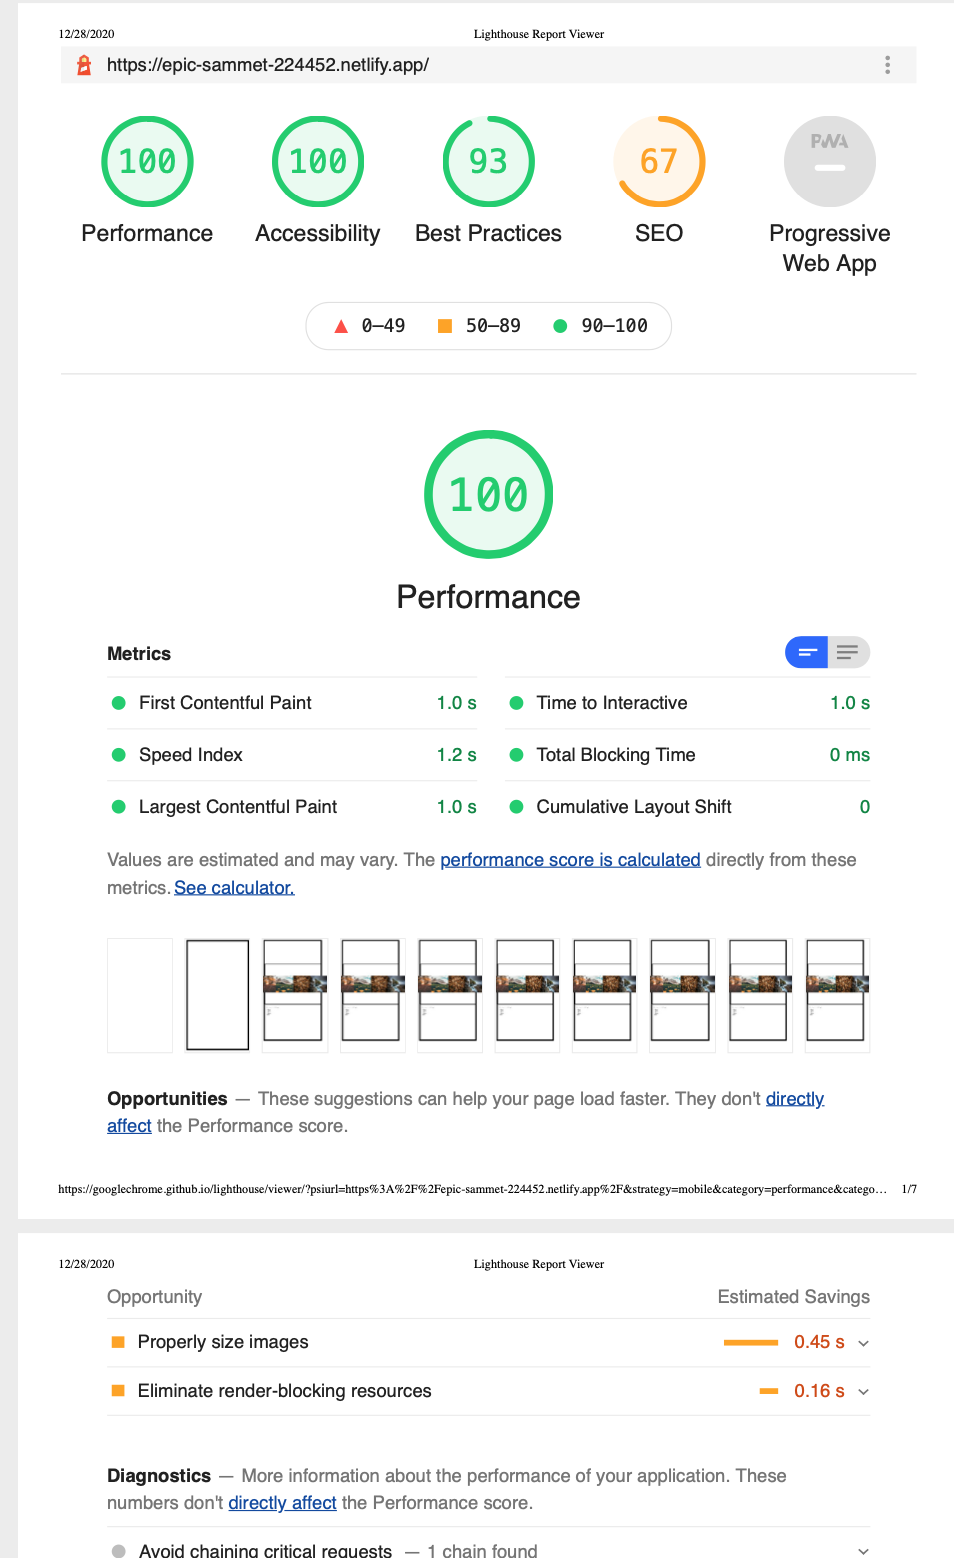 12/28/2020 Lighthouse Report Viewer
https://epic-sammet-224452.netlify.app/
100 100 93 67 PWA
Performance Accessibility Best Practices SEO Progressive
Web App
0–49 50–89 90–100
100
Performance
Metrics
First Contentful Paint 1.0 s Time to Interactive 1.0 s
Speed Index 1.2 s Total Blocking Time 0 ms
Largest Contentful Paint 1.0 s Cumulative Layout Shift 0
Values are estimated and may vary. The performance score is calculated directly from these
metrics. See calculator.
Opportunities — These suggestions can help your page load faster. They don't directly
affect the Performance score.
https://googlechrome.github.io/lighthouse/viewer/?psiurl=https%3A%2F%2Fepic-sammet-224452.netlify.app%2F&strategy=mobile&category=performance&catego… 1/7
12/28/2020 Lighthouse Report Viewer
Opportunity Estimated Savings
Properly size images 0.45 s
Eliminate render-blocking resources 0.16 s
Diagnostics — More information about the performance of your application. These
numbers don't directly affect the Performance score.
Avoid chaining critical requests — 1 chain found